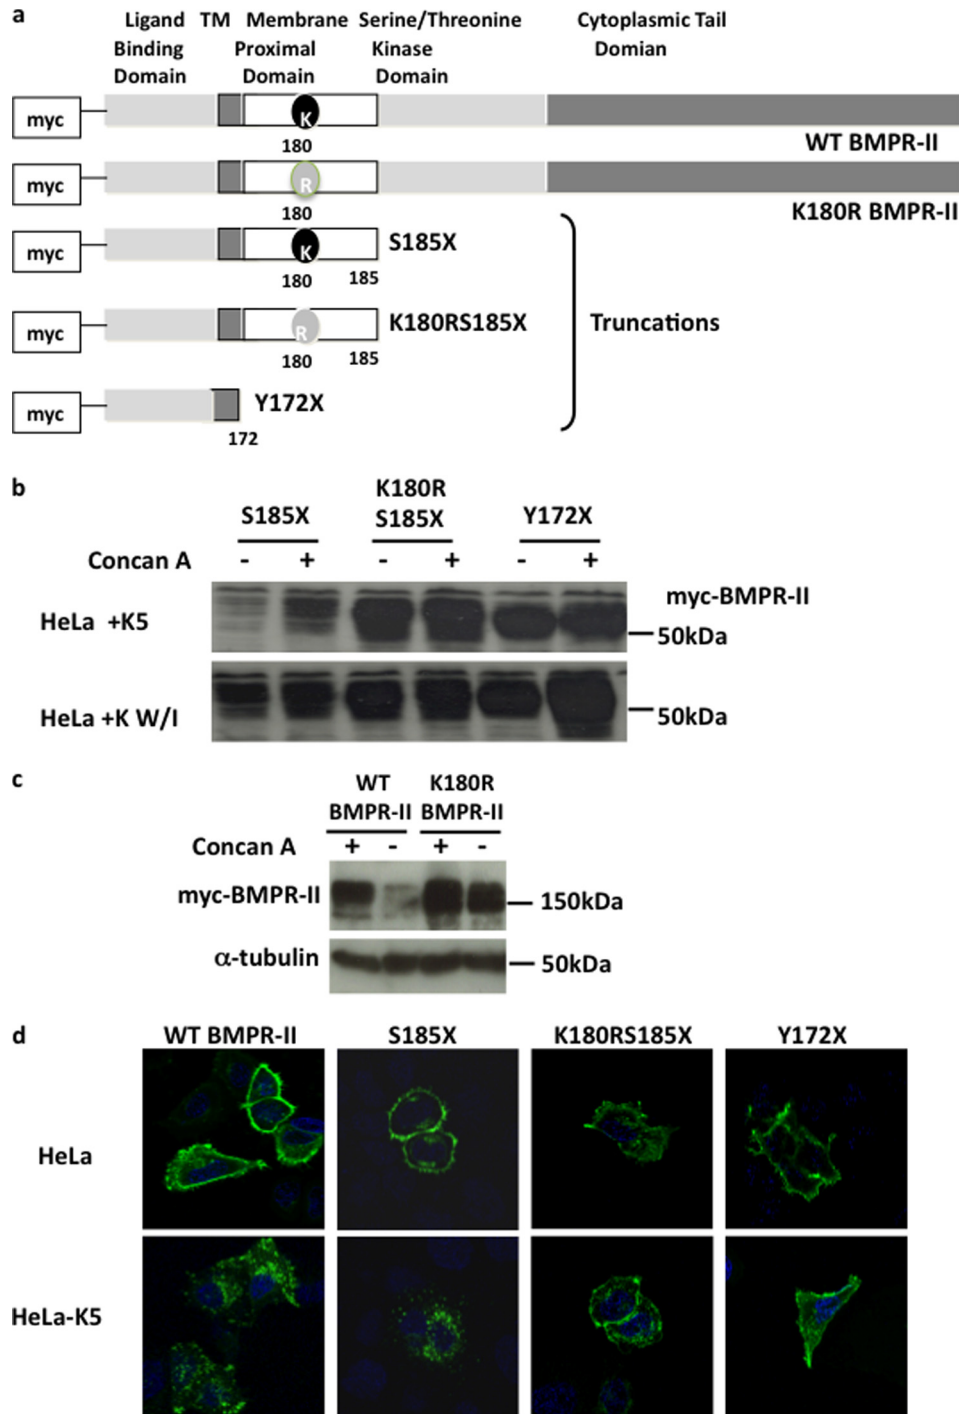 a
Ligand TM Membrane Serine/Threonine Cytoplasmic Tail
Binding Proximal Kinase Domian
Domain Domain Domain
myc K
180 WT BMPR-II
myc R
180 K180R BMPR-II
myc K S185X
180 185
myc R K180RS185X Truncations
180 185
myc Y172X
172
b
K180R
S185X S185X Y172X
Concan A - + - + - +
HeLa +K5 myc-BMPR-II
50kDa
HeLa +K W/I 50kDa
c
WT K180R
BMPR-II BMPR-II
Concan A + - + -
myc-BMPR-II 150kDa
α-tubulin 50kDa
d WT BMPR-II S185X K180RS185X Y172X
HeLa
HeLa-K5